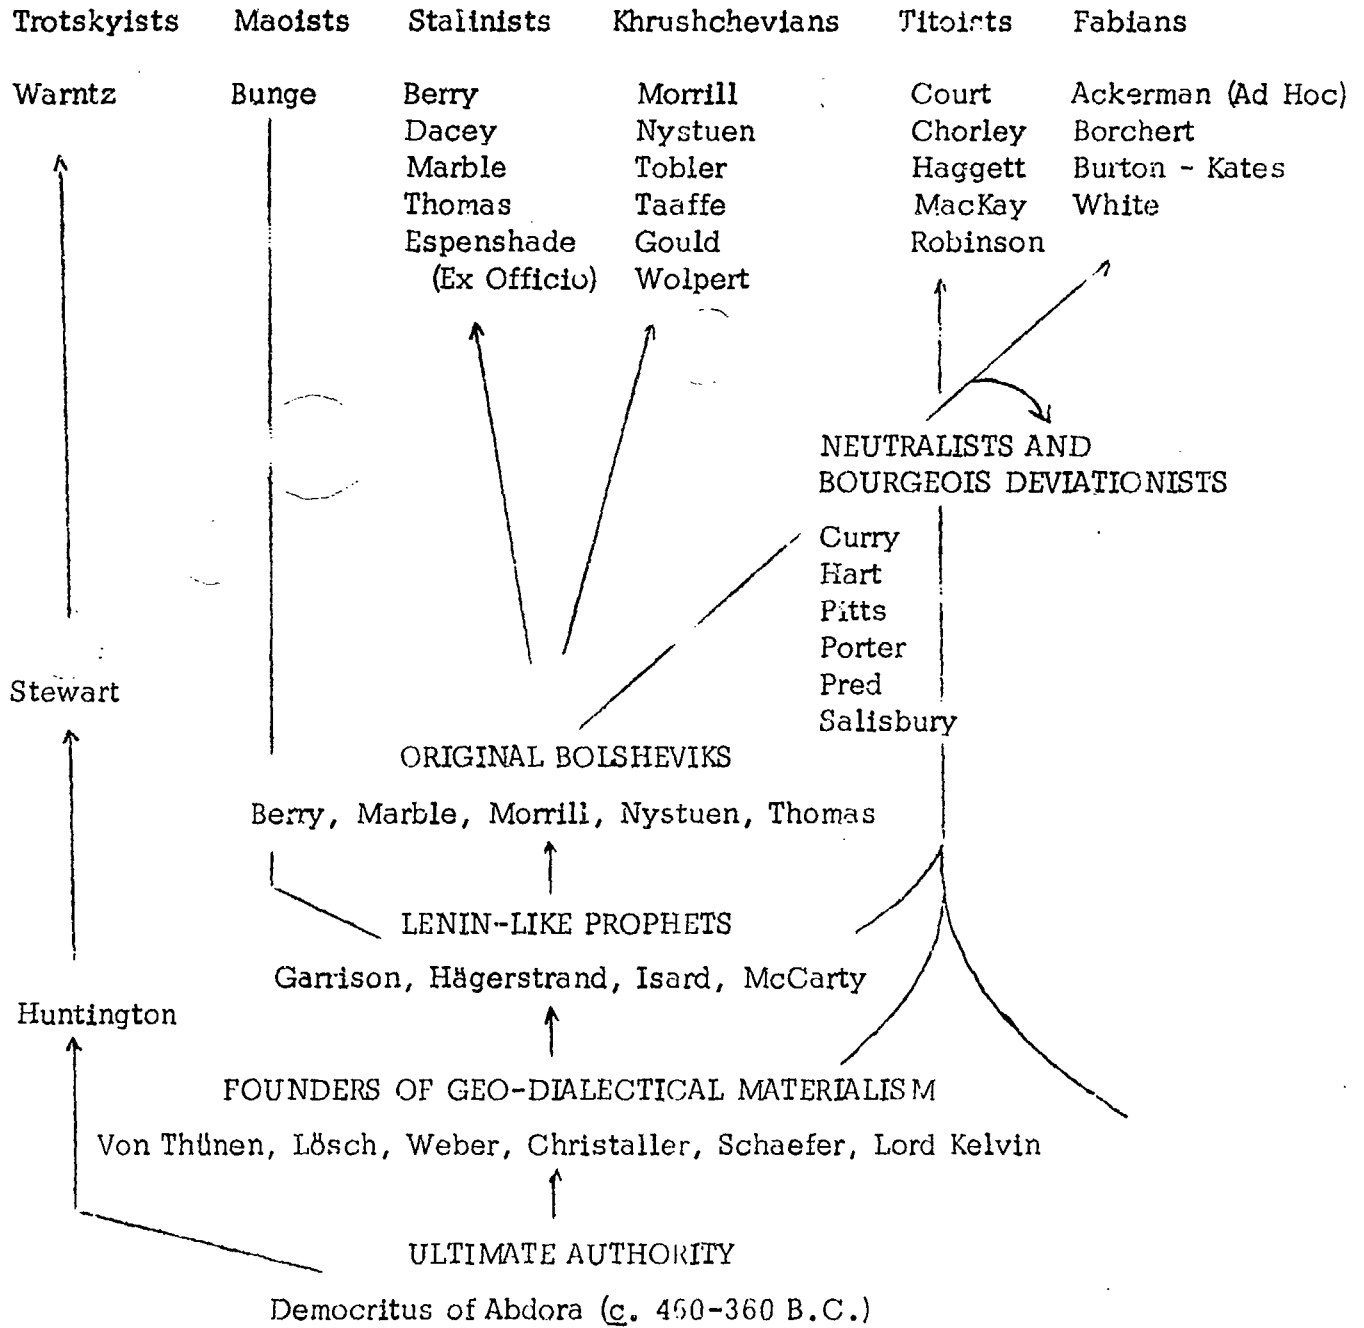 Trotskyists Maoists Stalinists Khrushchevians Titoists Fabians
Warntz Bunge Berry Morrill Court Ackerman (Ad Hoc)
Dacey Nystuen Chorley Borchert
Marble Tobler Haggett Burton - Kates
Thomas Taaffe MacKay White
Espenshade Gould Robinson
(Ex Officio) Wolpert
NEUTRALISTS AND
BOURGEOIS DEVIATIONISTS
Curry
Hart
Pitts
Porter
Pred
Stewart
Salisbury
ORIGINAL BOLSHEVIKS
Berry, Marble, Morrill, Nystuen, Thomas
LENIN-LIKE PROPHETS
Garrison, Hägerstrand, Isard, McCarty
Huntington
FOUNDERS OF GEO-DIALECTICAL MATERIALISM
Von Thünen, Lösch, Weber, Christaller, Schaefer, Lord Kelvin
ULTIMATE AUTHORITY
Democritus of Abdora (c. 460-360 B.C.)